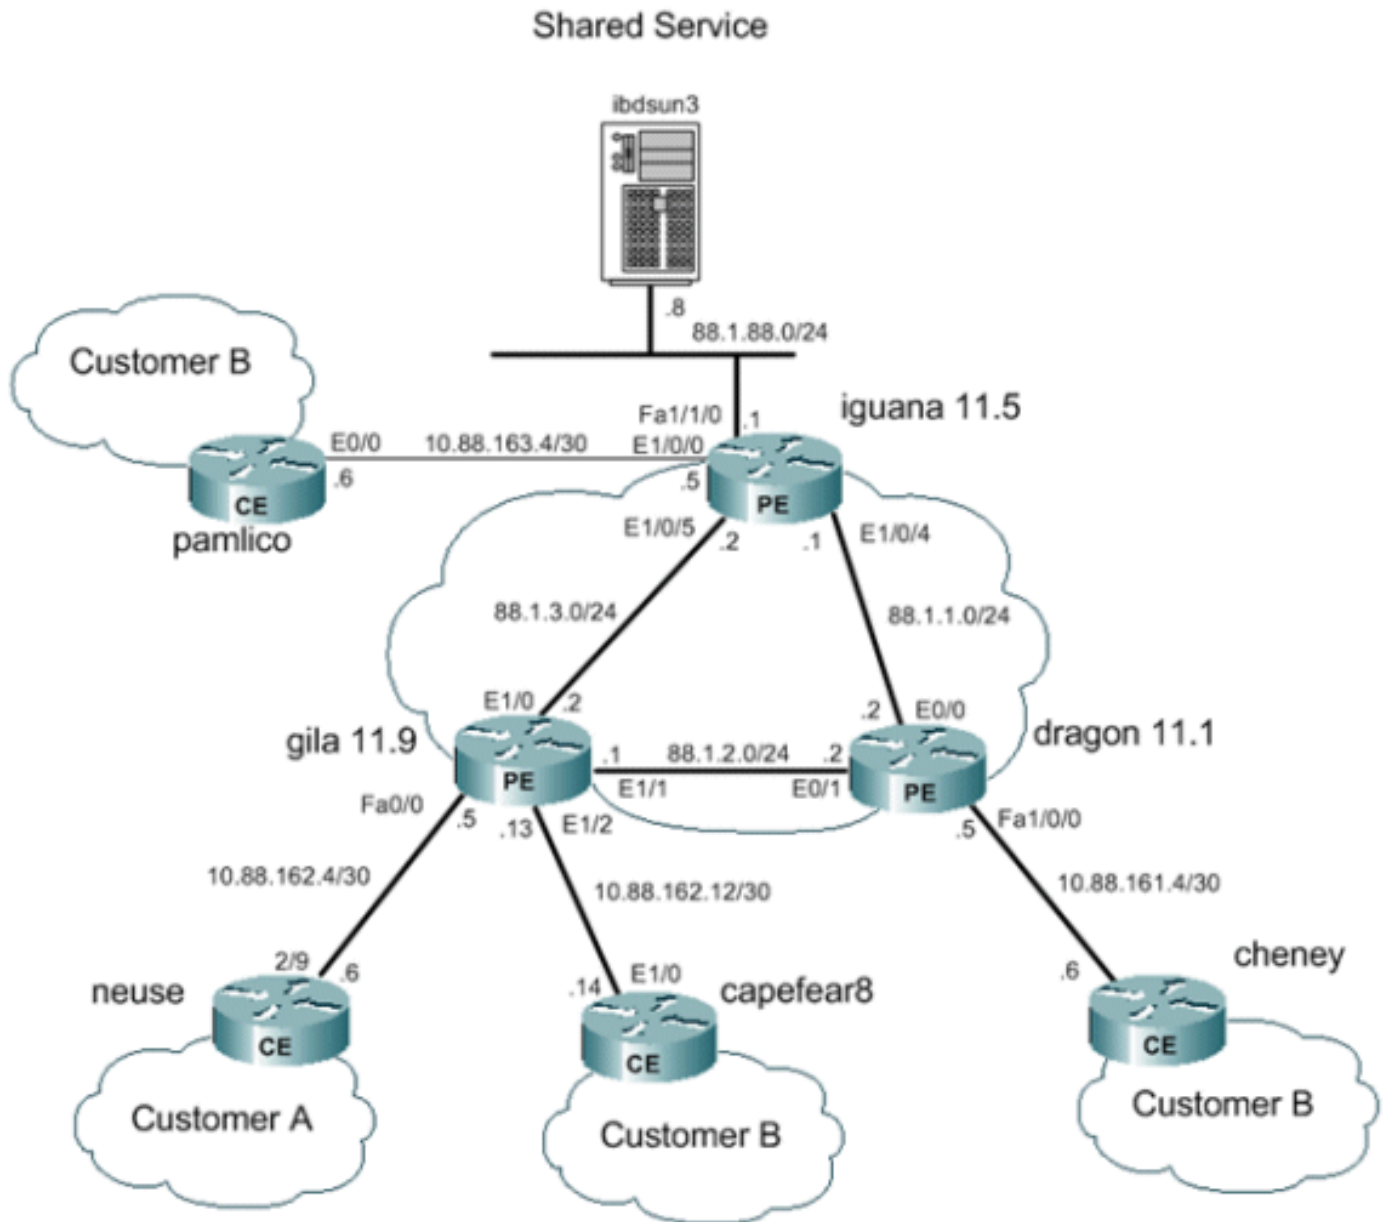 Shared Service
ibdsun3
.8
88.1.88.0/24
Customer B
iguana 11.5
Fa1/1/0
.1
E0/0
10.88.163.4/30
E1/0/0
.6
.5
CE
PE
pamlico
E1/0/5
.2
.1
E1/0/4
88.1.3.0/24
88.1.1.0/24
E1/0
.2
.2
E0/0
gila 11.9
dragon 11.1
.1
88.1.2.0/24
.2
PE
E1/1
E0/1
PE
Fa0/0
.5
.13
E1/2
.5
Fa1/0/0
10.88.162.4/30
10.88.162.12/30
10.88.161.4/30
2/9
.6
neuse
E1/0
.14
capefear8
.6
cheney
CE
CE
CE
Customer A
Customer B
Customer B